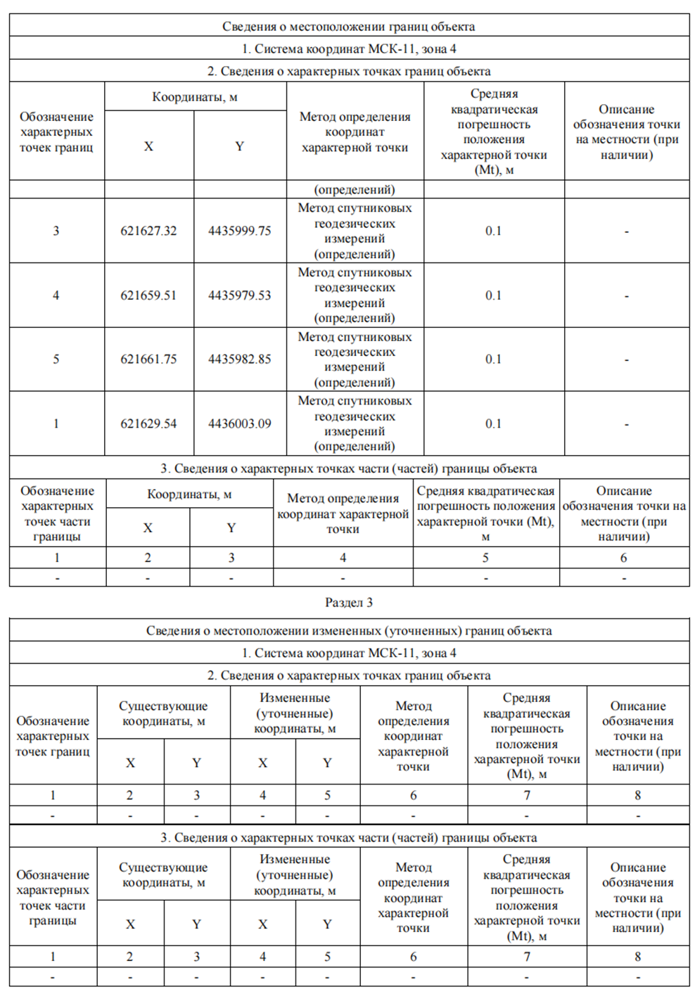 Сведения о местоположении границ объекта
1. Система координат МСК-11, зона 4
2. Сведения о характерных точках границ объекта
Обозначение
характерных
точек границ
Координаты, м
X
Y
Метод определения
координат
характерной точки
Средняя
квадратическая
погрешность
положения
характерной точки
(Mt), м
Описание
обозначения точки
на местности (при
наличии)
(определений)
3
621627.32
4435999.75
Метод спутниковых
геодезических
измерений
(определений)
0.1
-
4
621659.51
4435979.53
Метод спутниковых
геодезических
измерений
(определений)
0.1
-
5
621661.75
4435982.85
Метод спутниковых
геодезических
измерений
(определений)
0.1
-
1
621629.54
4436003.09
Метод спутниковых
геодезических
измерений
(определений)
0.1
-
3. Сведения о характерных точках части (частей) границы объекта
Обозначение
характерных
точек части
границы
Координаты, м
X
Y
Метод определения
координат характерной
точки
Средняя квадратическая
погрешность положения
характерной точки (Mt),
м
Описание
обозначения точки на
местности (при
наличии)
1 2 3 4 5 6
- - - - - -
Раздел 3
Сведения о местоположении измененных (уточненных) границ объекта
1. Система координат МСК-11, зона 4
2. Сведения о характерных точках границ объекта
Обозначение
характерных
точек границ
Существующие
координаты, м
X
Y
Измененные
(уточненные)
координаты, м
X
Y
Метод
определения
координат
характерной
точки
Средняя
квадратическая
погрешность
положения
характерной точки
(Mt), м
Описание
обозначения
точки на
местности (при
наличии)
1 2 3 4 5 6 7 8
- - - - - - - -
3. Сведения о характерных точках части (частей) границы объекта
Обозначение
характерных
точек части
границы
Существующие
координаты, м
X
Y
Измененные
(уточненные)
координаты, м
X
Y
Метод
определения
координат
характерной
точки
Средняя
квадратическая
погрешность
положения
характерной точки
(Mt), м
Описание
обозначения
точки на
местности (при
наличии)
1 2 3 4 5 6 7 8
- - - - - - - -